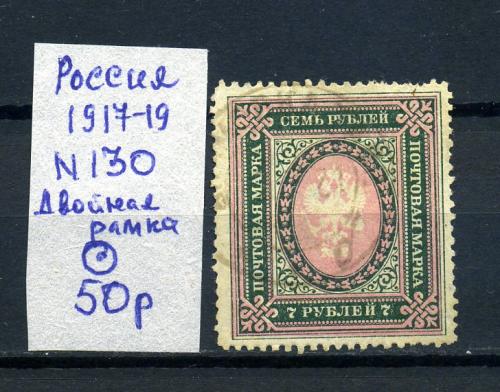 Россия
1917-19
N130
Двойная
рамка
50р
СЕМЬ РУБЛЕЙ
ПОЧТОВАЯ МАРКА
ПОЧТОВАЯ МАРКА
7 РУБЛЕЙ 7